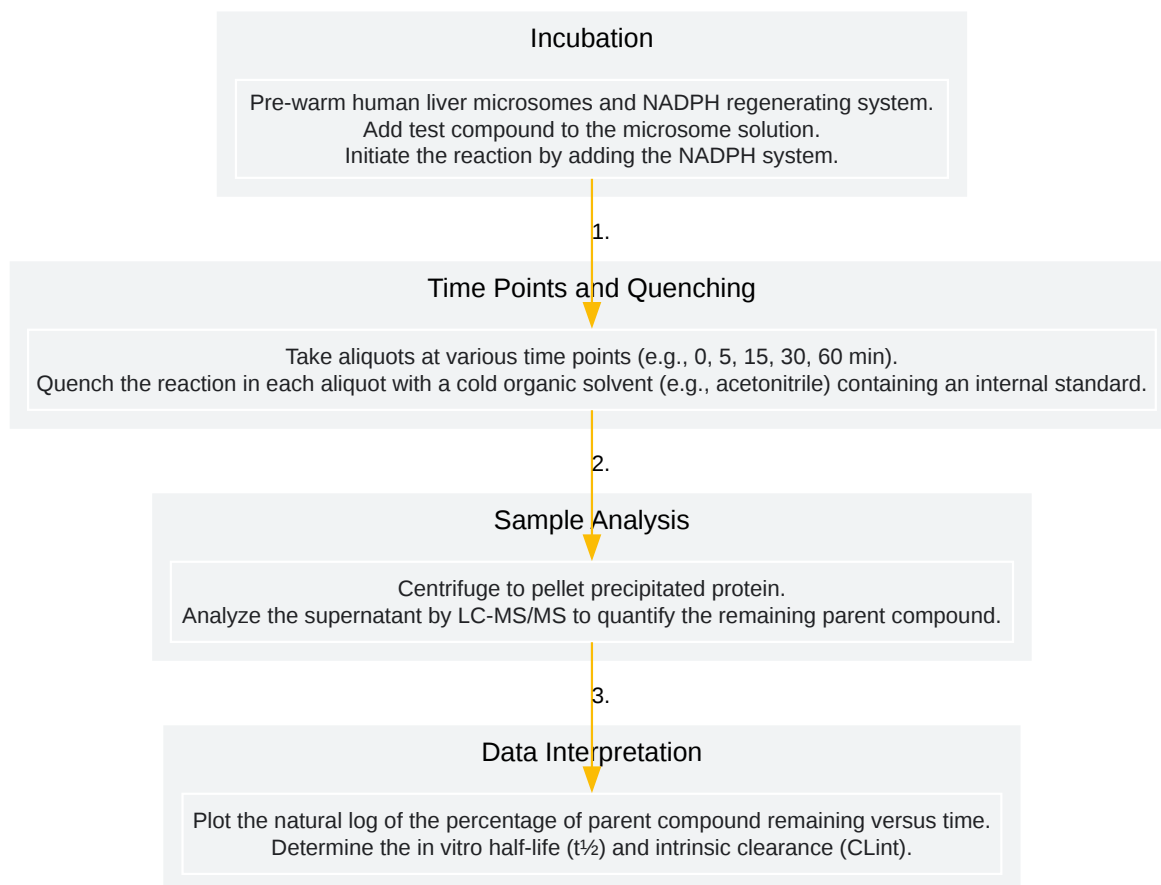 Incubation
Pre-warm human liver microsomes and NADPH regenerating system.
Add test compound to the microsome solution.
Initiate the reaction by adding the NADPH system.
1.
Time Points and Quenching
Take aliquots at various time points (e.g., 0, 5, 15, 30, 60 min).
Quench the reaction in each aliquot with a cold organic solvent (e.g., acetonitrile) containing an internal standard.
2.
Sample Analysis
Centrifuge to pellet precipitated protein.
Analyze the supernatant by LC-MS/MS to quantify the remaining parent compound.
3.
Data Interpretation
Plot the natural log of the percentage of parent compound remaining versus time.
Determine the in vitro half-life (t½) and intrinsic clearance (CLint).